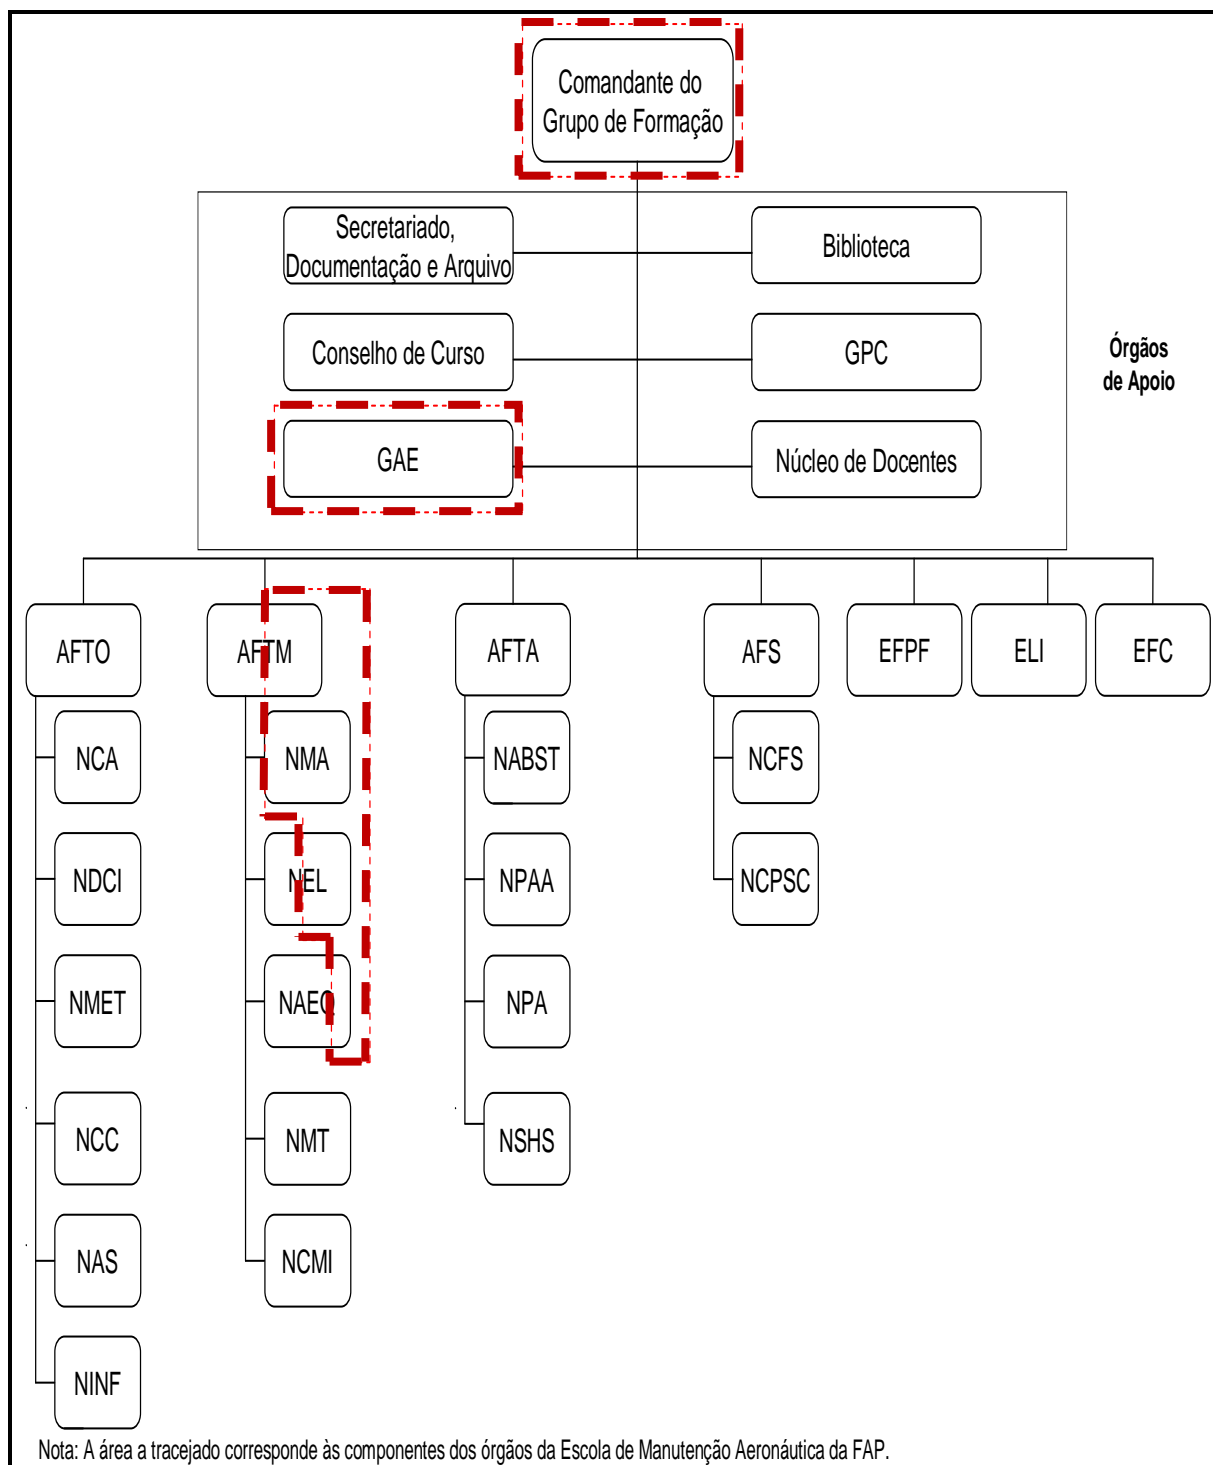 Comandante do
Grupo de Formação
Secretariado,
Documentação e Arquivo
Biblioteca
Conselho de Curso
GPC
Órgãos
de Apoio
GAE
Núcleo de Docentes
AFTO
AFTM
AFTA
AFS
EFPF
ELI
EFC
NCA
NMA
NABST
NCFS
NDCI
NEL
NPAA
NCPSC
NMET
NAEQ
NPA
NCC
NMT
NSHS
NAS
NCMI
NINF
Nota: A área a tracejado corresponde às componentes dos órgãos da Escola de Manutenção Aeronáutica da FAP.